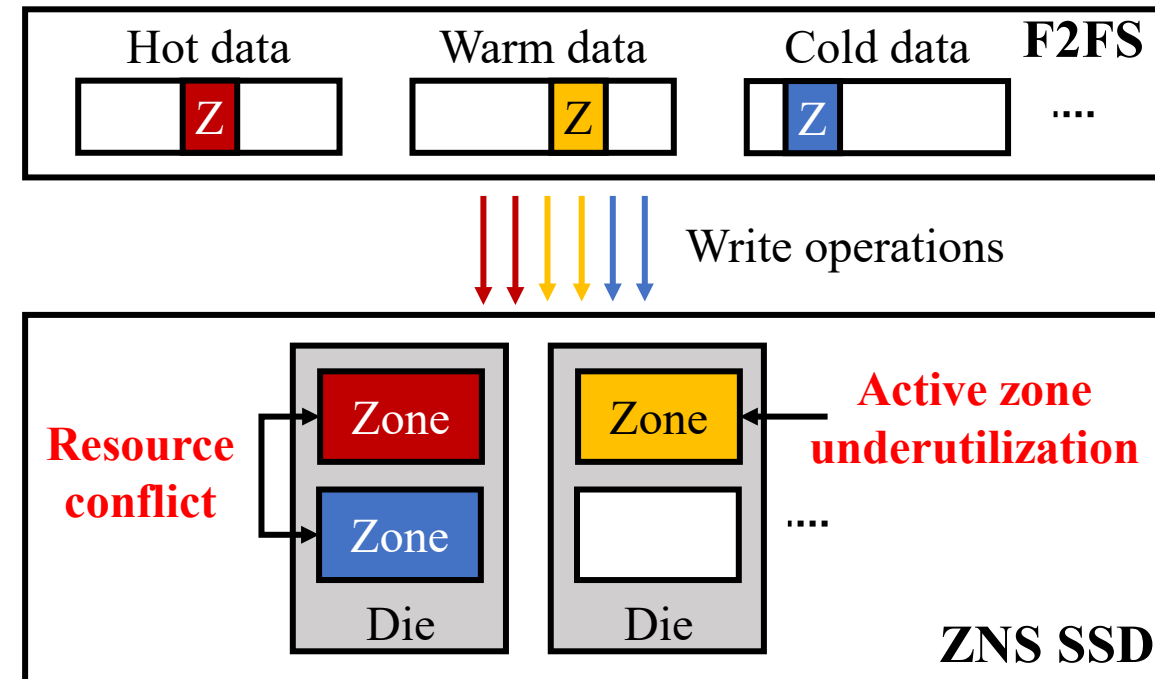 Hot data
Warm data
Cold data
F2FS
Z
Z
Z
....
Write operations
Resource
conflict
Zone
Zone
Die
Zone
Die
Active zone
underutilization
....
ZNS SSD